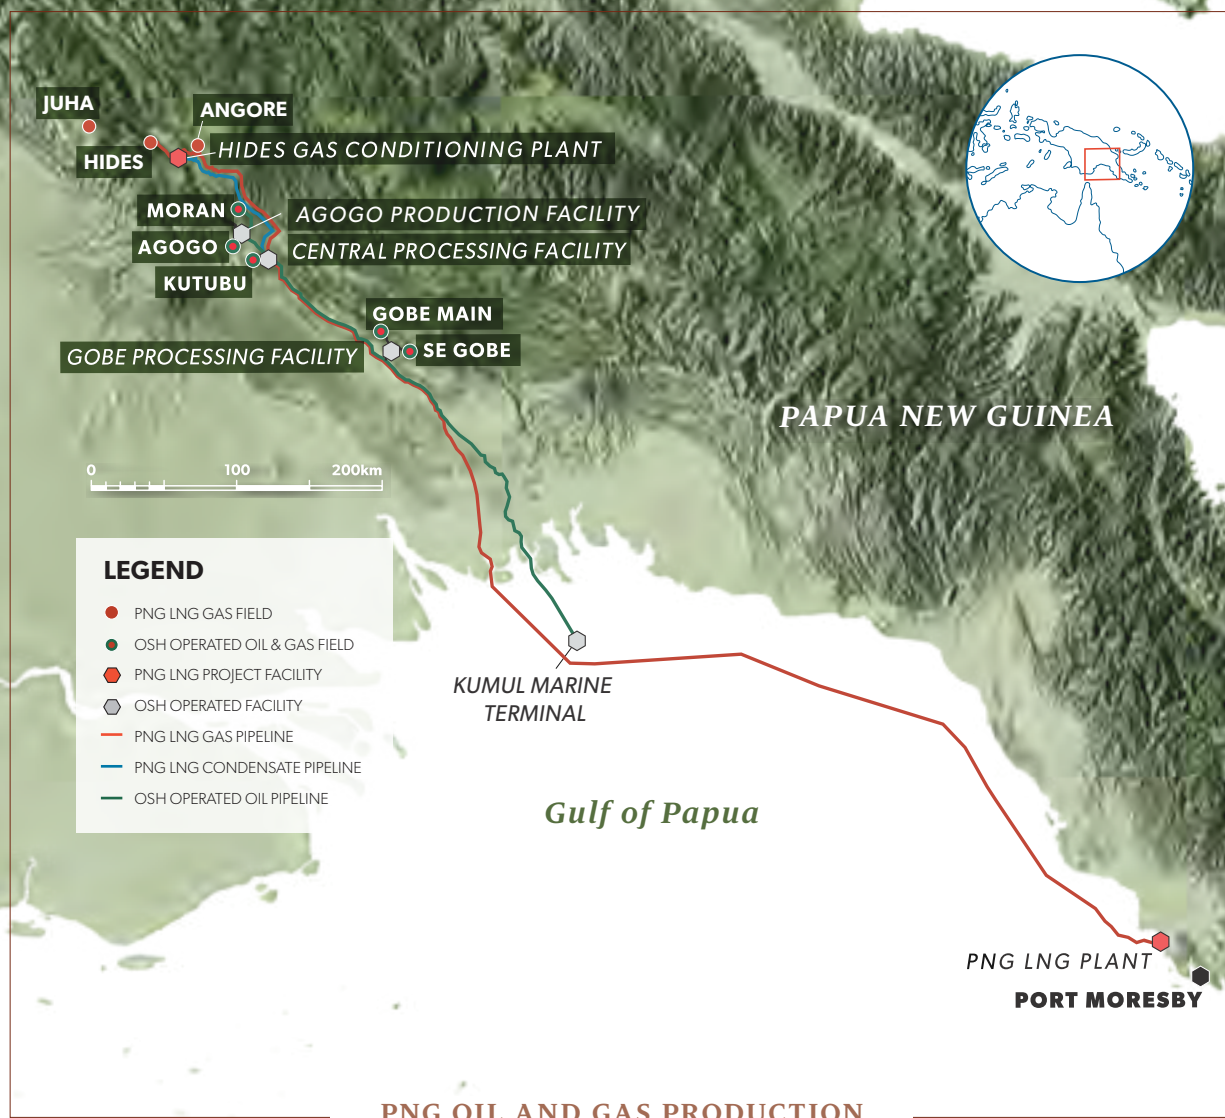 JUHA
ANGORE
HIDES
HIDES GAS CONDITIONING PLANT
MORAN
AGOGO PRODUCTION FACILITY
AGOGO
CENTRAL PROCESSING FACILITY
KUTUBU
GOBE MAIN
GOBE PROCESSING FACILITY
SE GOBE
PAPUA NEW GUINEA
0 100 200km
LEGEND
PNG LNG GAS FIELD
OSH OPERATED OIL & GAS FIELD
PNG LNG PROJECT FACILITY
OSH OPERATED FACILITY
PNG LNG GAS PIPELINE
PNG LNG CONDENSATE PIPELINE
OSH OPERATED OIL PIPELINE
KUMUL MARINE
TERMINAL
Gulf of Papua
PNG LNG PLANT
PORT MORESBY
PNG OIL AND GAS PRODUCTION